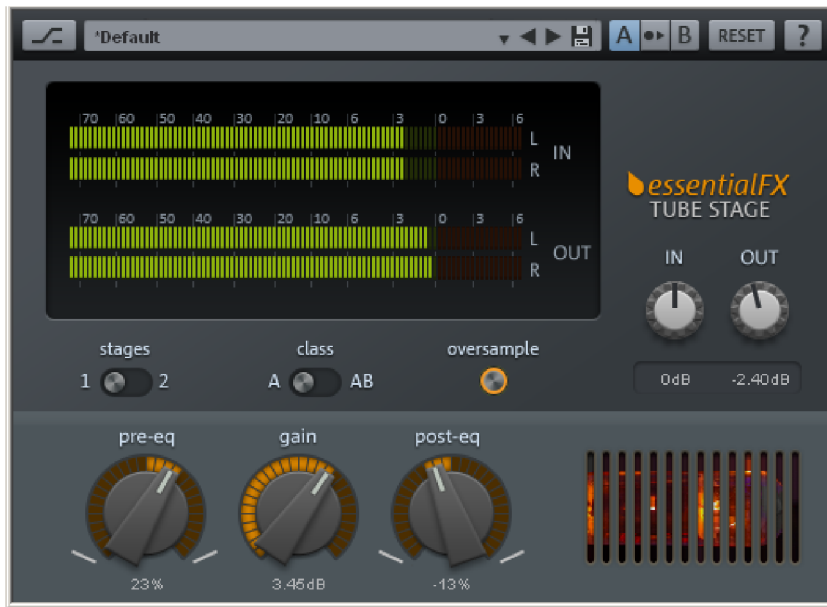 *Default A B RESET ?
70 60 50 40 30 20 10 6 3 0 3 6
L
IN
R
70 60 50 40 30 20 10 6 3 0 3 6
L
OUT
R
essentialFX
TUBE STAGE
IN OUT
0dB -2.40dB
stages class oversample
1 2 A AB
pre-eq gain post-eq
23% 3.45dB -13%